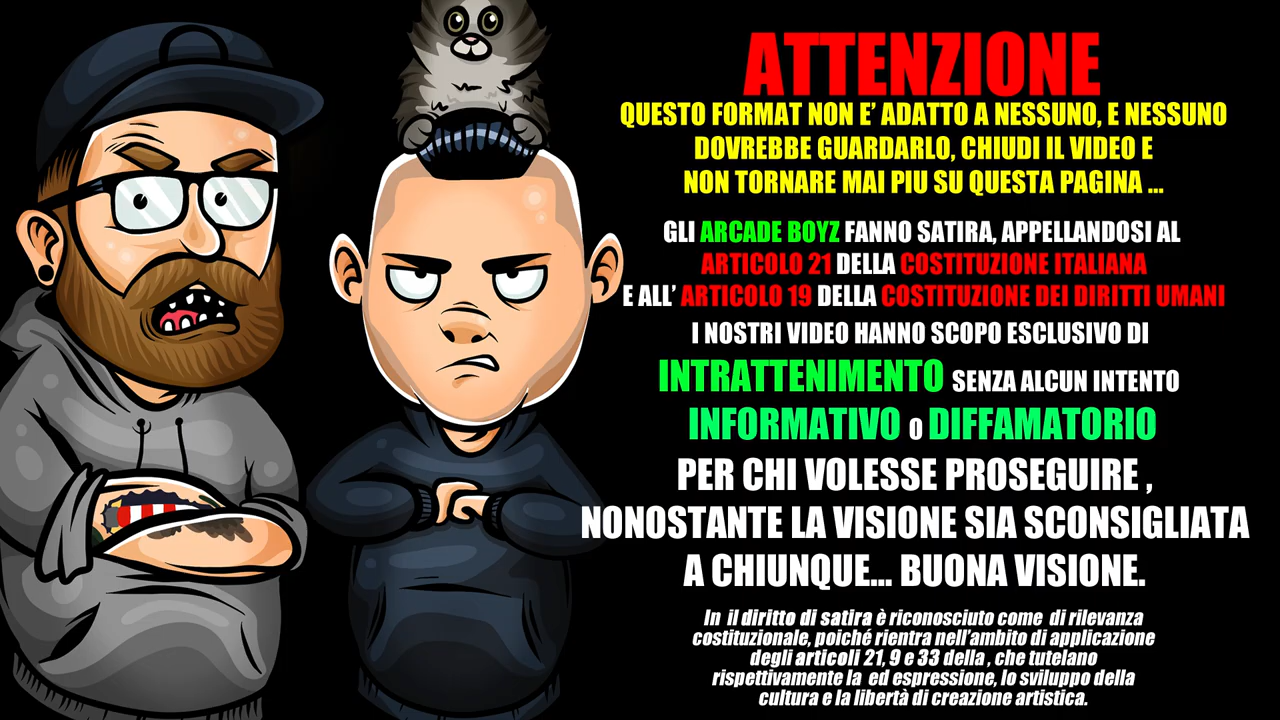 ATTENZIONE
QUESTO FORMAT NON E' ADATTO A NESSUNO, E NESSUNO
DOVREBBE GUARDARLO, CHIUDI IL VIDEO E
NON TORNARE MAI PIU SU QUESTA PAGINA ...
GLI ARCADE BOYZ FANNO SATIRA, APPELLANDOSI AL
ARTICOLO 21 DELLA COSTITUZIONE ITALIANA
E ALL' ARTICOLO 19 DELLA COSTITUZIONE DEI DIRITTI UMANI
I NOSTRI VIDEO HANNO SCOPO ESCLUSIVO DI
INTRATTENIMENTO SENZA ALCUN INTENTO
INFORMATIVO O DIFFAMATORIO
PER CHI VOLESSE PROSEGUIRE ,
NONOSTANTE LA VISIONE SIA SCONSIGLIATA
A CHIUNQUE... BUONA VISIONE.
In il diritto di satira è riconosciuto come di rilevanza
costituzionale, poiché rientra nell'ambito di applicazione
degli articoli 21, 9 e 33 della , che tutelano
rispettivamente la ed espressione, lo sviluppo della
cultura e la libertà di creazione artistica.